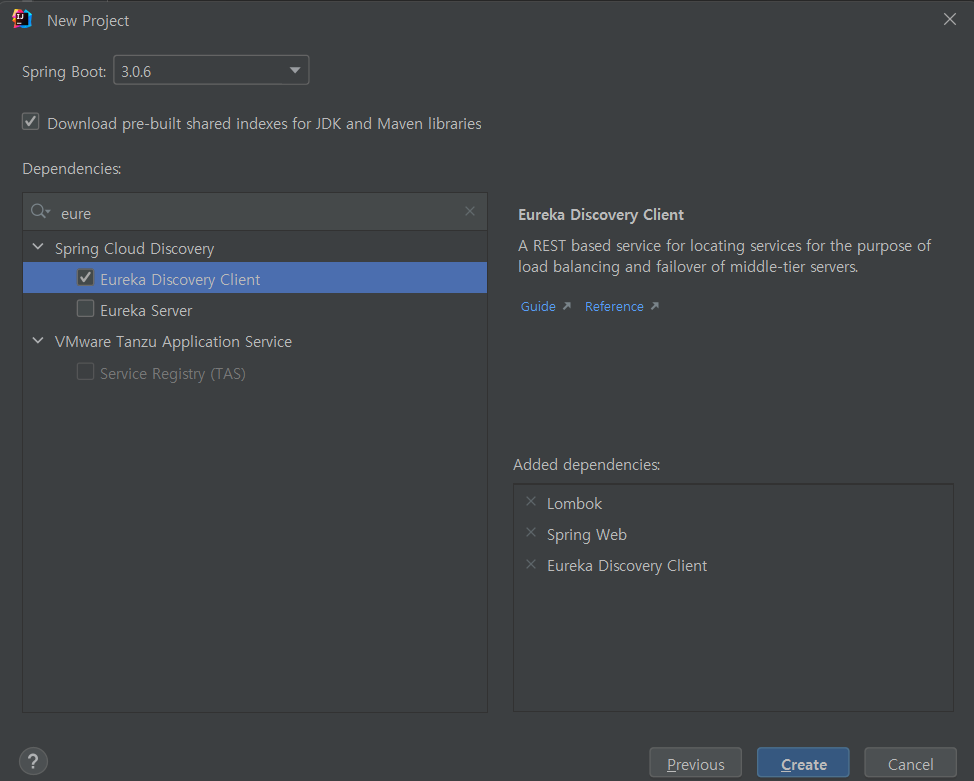 New Project
Spring Boot: 3.0.6
Download pre-built shared indexes for JDK and Maven libraries
Dependencies:
eure
Spring Cloud Discovery
Eureka Discovery Client
Eureka Server
VMware Tanzu Application Service
Service Registry (TAS)
Eureka Discovery Client
A REST based service for locating services for the purpose of
load balancing and failover of middle-tier servers.
Guide Reference
Added dependencies:
Lombok
Spring Web
Eureka Discovery Client
? Previous Create Cancel